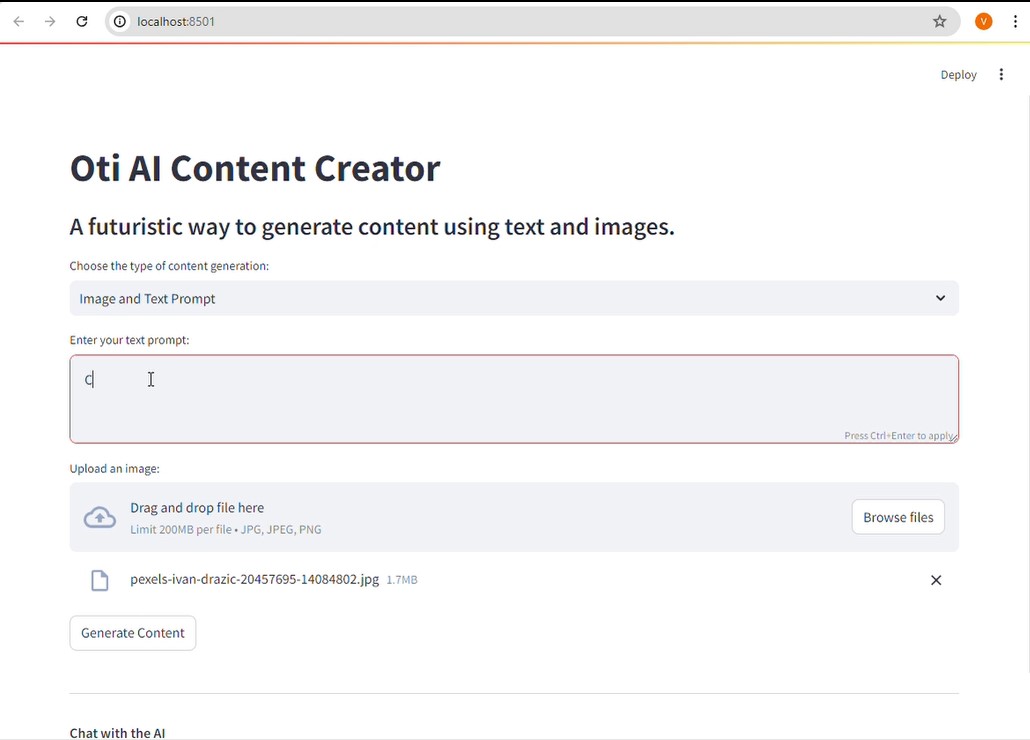 localhost:8501
V
Deploy
Oti AI Content Creator
A futuristic way to generate content using text and images.
Choose the type of content generation:
Image and Text Prompt
Enter your text prompt:
C
Press Ctrl+Enter to apply
Upload an image:
Drag and drop file here
Limit 200MB per file • JPG, JPEG, PNG
Browse files
pexels-ivan-drazic-20457695-14084802.jpg 1.7MB
Generate Content
Chat with the AI